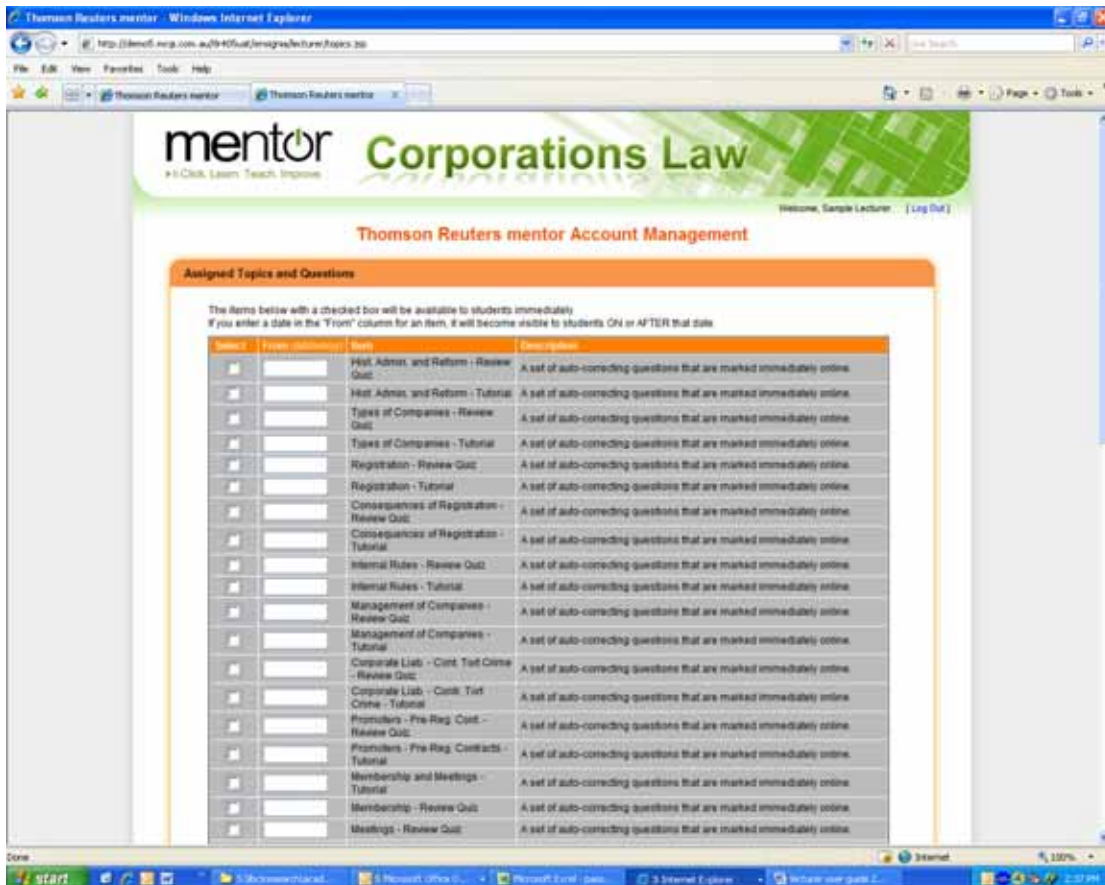 Thomson Reuters mentor - Windows Internet Explorer
File Edit View Favorites Tools Help
Thomson Reuters mentor
Thomson Reuters mentor
Page
Tools
mentor
Click. Learn. Teach. Improve.
Corporations Law
Welcome, Sample Lecturer [ Log Out ]
Thomson Reuters mentor Account Management
Assigned Topics and Questions
The items below with a checked box will be available to students immediately.
If you enter a date in the "From" column for an item, it will become visible to students ON or AFTER that date.
Select From Item Description
Hist. Admin. and Reform - Review
Quiz
A set of auto-correcting questions that are marked immediately online.
Hist. Admin. and Reform - Tutorial A set of auto-correcting questions that are marked immediately online.
Types of Companies - Review
Quiz
A set of auto-correcting questions that are marked immediately online.
Types of Companies - Tutorial A set of auto-correcting questions that are marked immediately online.
Registration - Review Quiz A set of auto-correcting questions that are marked immediately online.
Registration - Tutorial A set of auto-correcting questions that are marked immediately online.
Consequences of Registration -
Review Quiz
A set of auto-correcting questions that are marked immediately online.
Consequences of Registration -
Tutorial
A set of auto-correcting questions that are marked immediately online.
Internal Rules - Review Quiz A set of auto-correcting questions that are marked immediately online.
Internal Rules - Tutorial A set of auto-correcting questions that are marked immediately online.
Management of Companies -
Review Quiz
A set of auto-correcting questions that are marked immediately online.
Management of Companies -
Tutorial
A set of auto-correcting questions that are marked immediately online.
Corporate Liab. - Cont. Tort Crime
- Review Quiz
A set of auto-correcting questions that are marked immediately online.
Corporate Liab. - Contr. Tort
Crime - Tutorial
A set of auto-correcting questions that are marked immediately online.
Promoters - Pre-Reg. Cont. -
Review Quiz
A set of auto-correcting questions that are marked immediately online.
Promoters - Pre-Reg. Contracts -
Tutorial
A set of auto-correcting questions that are marked immediately online.
Membership and Meetings -
Tutorial
A set of auto-correcting questions that are marked immediately online.
Membership - Review Quiz A set of auto-correcting questions that are marked immediately online.
Meetings - Review Quiz A set of auto-correcting questions that are marked immediately online.
Done Internet 100%
start
5 Microsoft Office O...
3 Internet Explorer
lecturer user guide 2...
2:37 PM